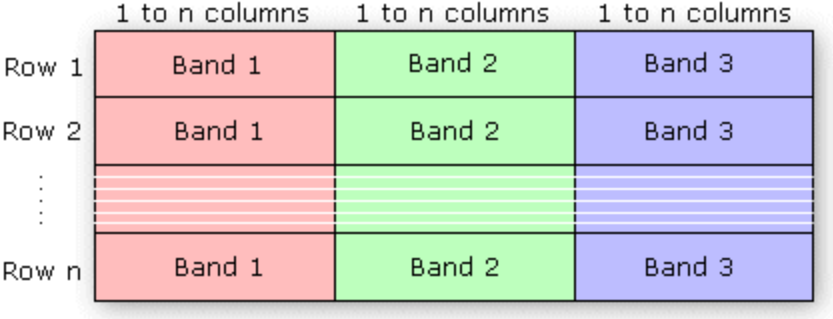 1 to n columns 1 to n columns 1 to n columns
Row 1 Band 1 Band 2 Band 3
Row 2 Band 1 Band 2 Band 3
Row n Band 1 Band 2 Band 3